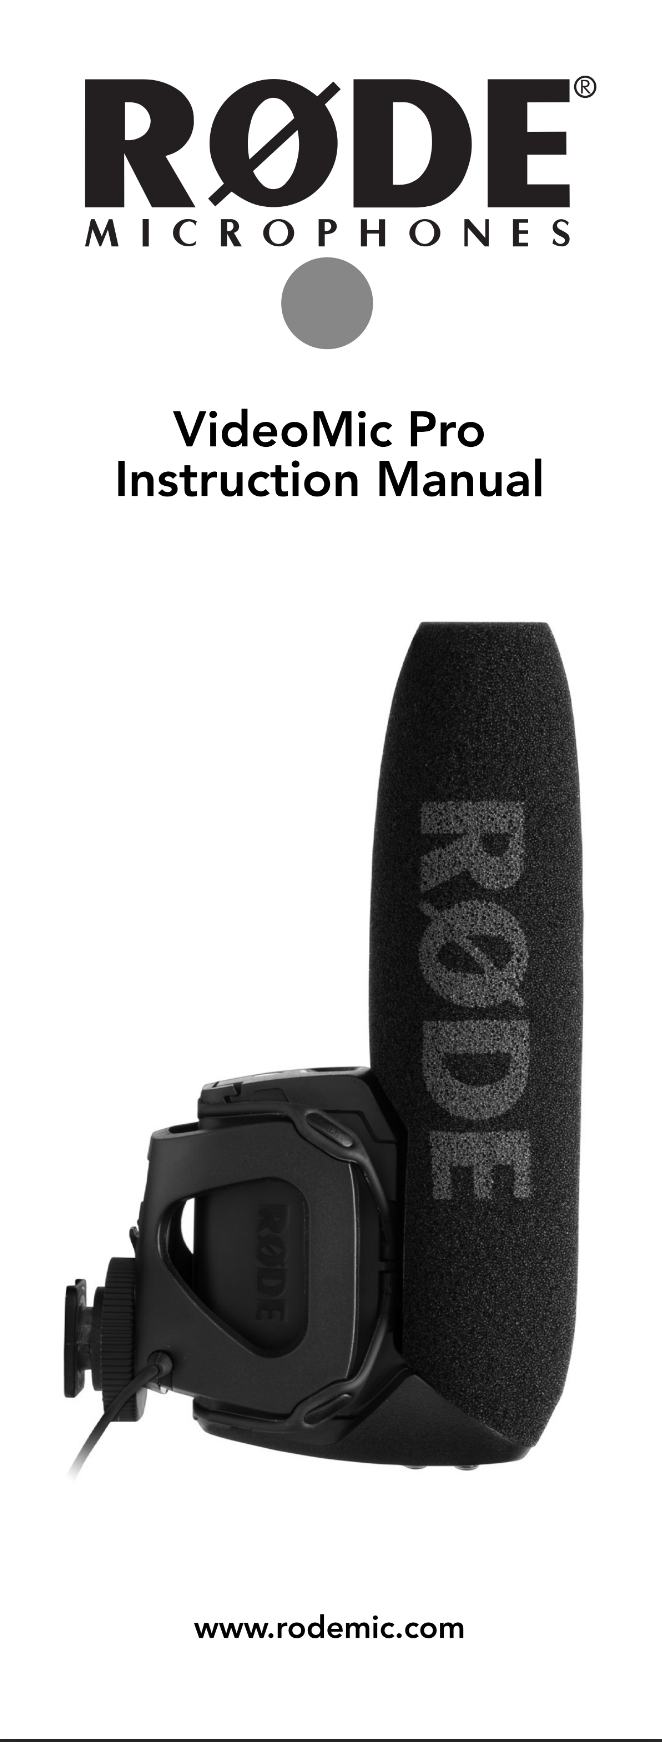 RØDE®
MICROPHONES
VideoMic Pro
Instruction Manual
RØDE
RØDE
www.rodemic.com